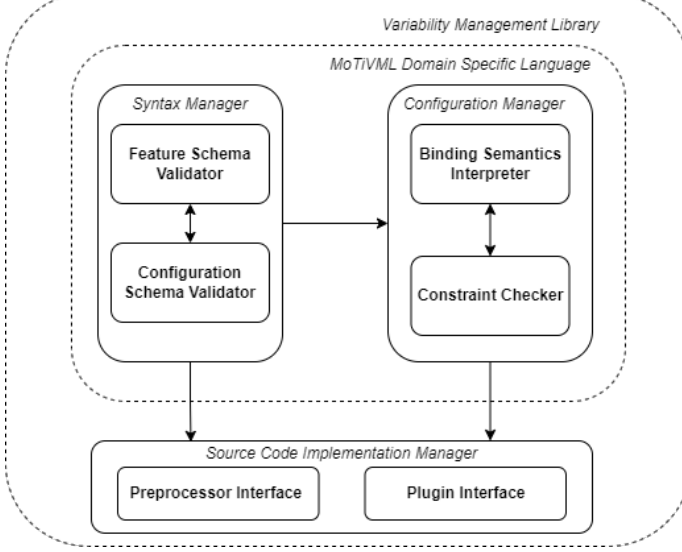 Variability Management Library
MoTiVML Domain Specific Language
Syntax Manager
Feature Schema
Validator
Configuration
Schema Validator
Configuration Manager
Binding Semantics
Interpreter
Constraint Checker
Source Code Implementation Manager
Preprocessor Interface
Plugin Interface